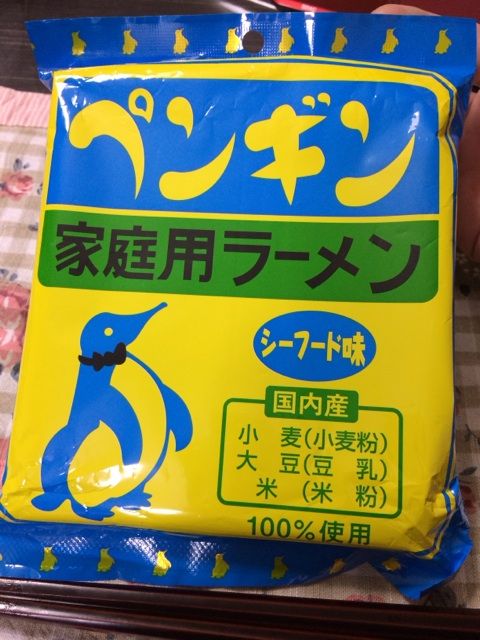 ペンギン
家庭用ラーメン
シーフード味
国内産
小麦(小麦粉)
大豆(豆乳)
米(米粉)
100%使用